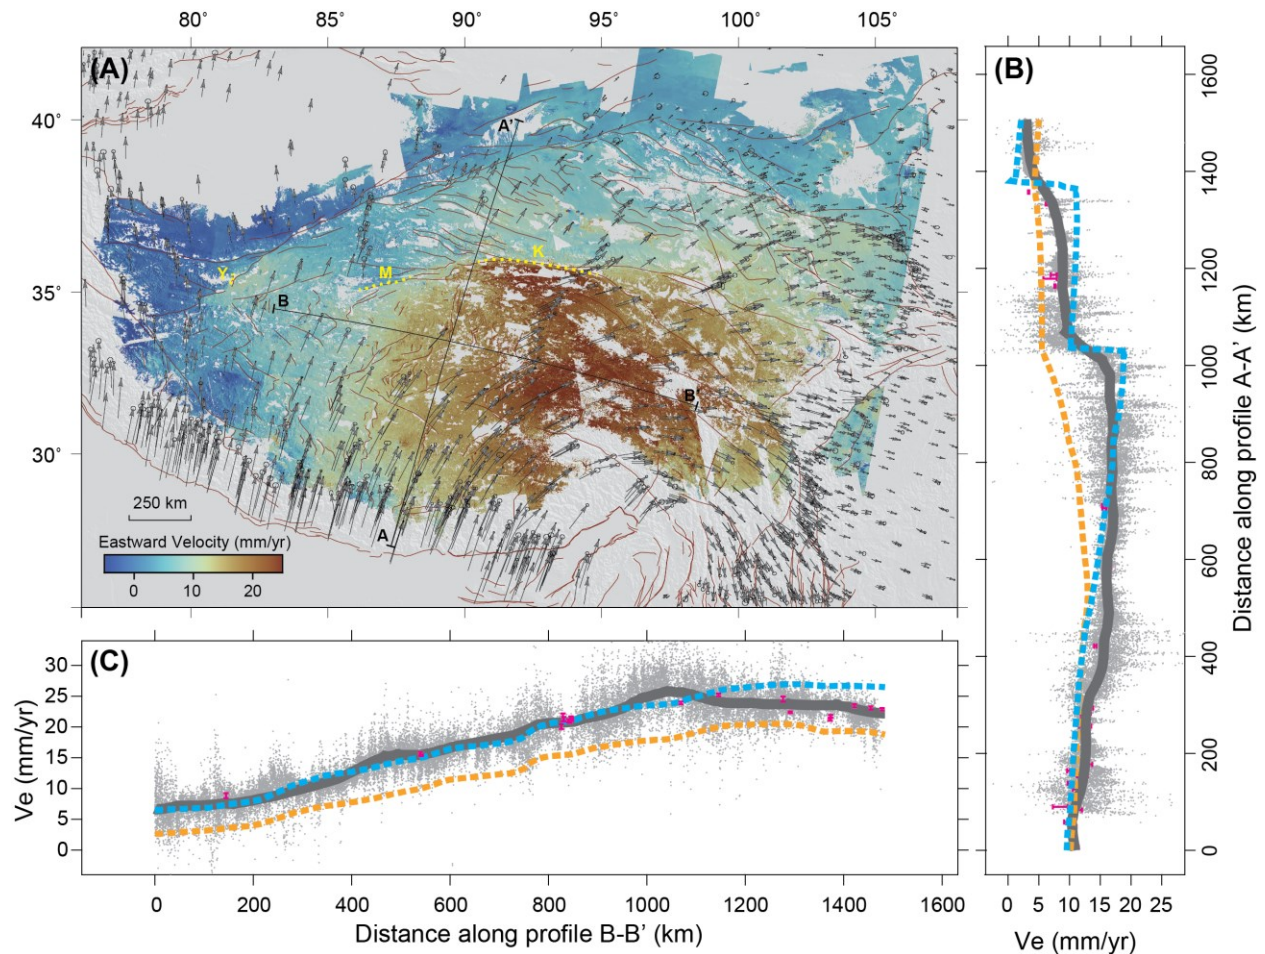 80° 85° 90° 95° 100° 105°
(A)
(B)
1600
40°
A'
1400
K
Y
M
1200
35°
B
1000
B'
800
30°
250 km
600
A
Eastward Velocity (mm/yr)
0 10 20
400
(C)
30
25
200
20
15
10
5
0
0
0 5 10 15 20 25
Ve (mm/yr)
Distance along profile A-A' (km)
Ve (mm/yr)
0 200 400 600 800 1000 1200 1400 1600
Distance along profile B-B' (km)